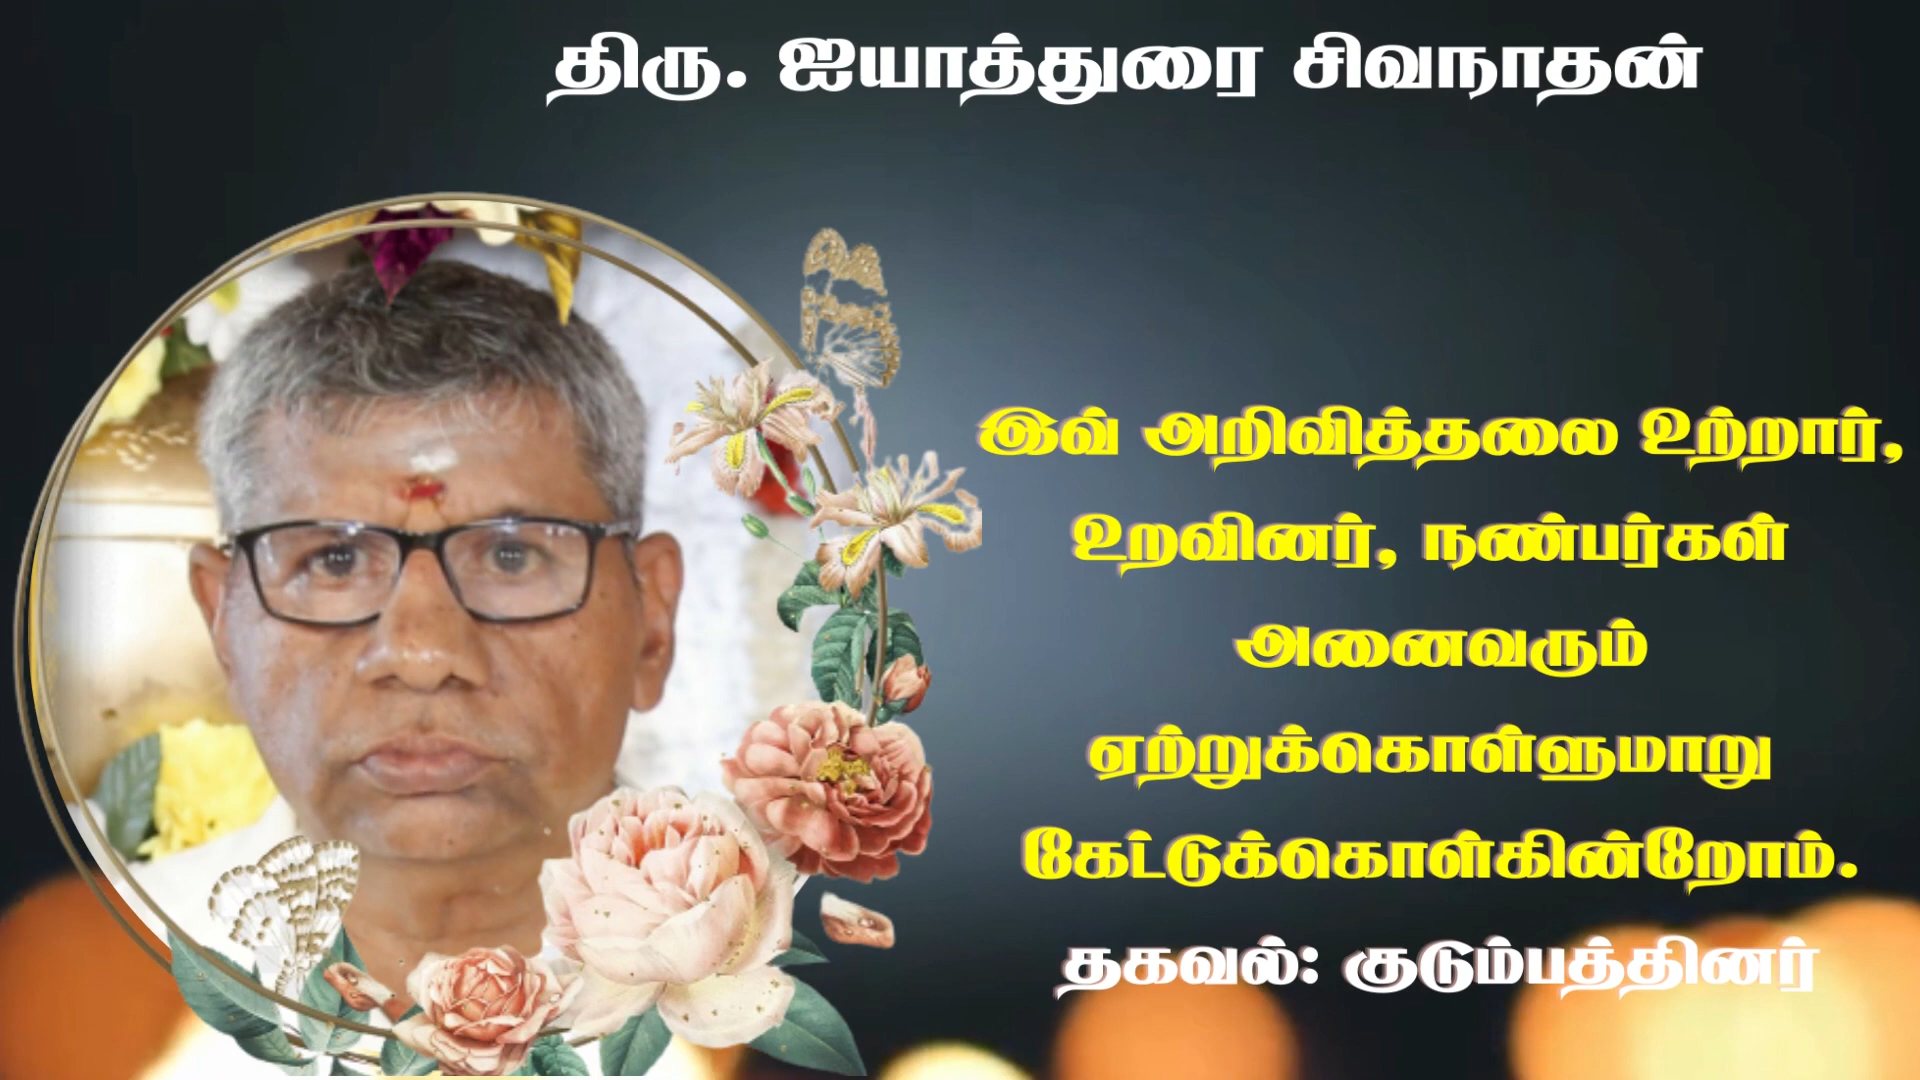 திரு. ஐயாத்துரை சிவநாதன்
இவ் அறிவித்தலை உற்றார்,
உறவினர், நண்பர்கள்
அனைவரும்
ஏற்றுக்கொள்ளுமாறு
கேட்டுக்கொள்கின்றோம்.
தகவல்: குடும்பத்தினர்